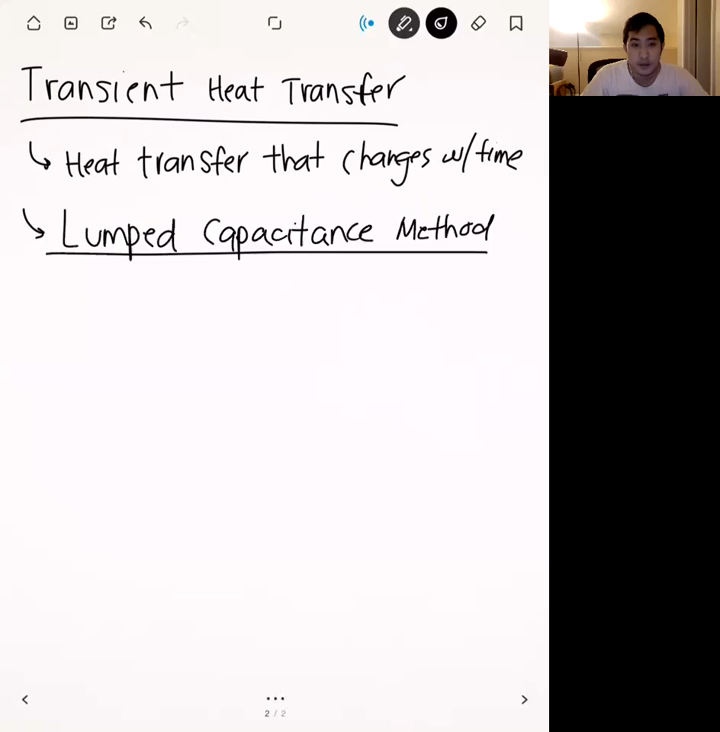 Transient Heat Transfer
↳ Heat transfer that changes w/time
↳ Lumped Capacitance Method
2 / 2